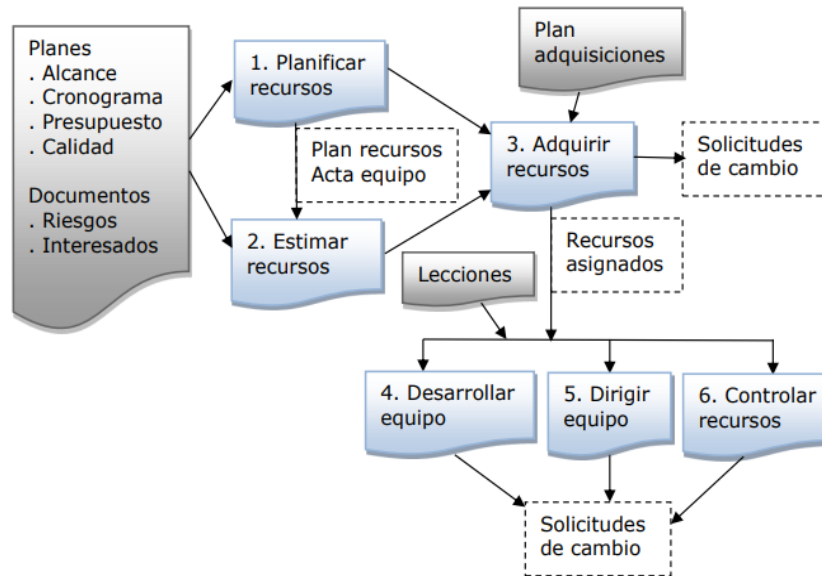 Planes
. Alcance
. Cronograma
. Presupuesto
. Calidad
Documentos
. Riesgos
. Interesados
1. Planificar
recursos
Plan recursos
Acta equipo
2. Estimar
recursos
Plan
adquisiciones
3. Adquirir
recursos
Solicitudes
de cambio
Recursos
asignados
Lecciones
4. Desarrollar
equipo
5. Dirigir
equipo
6. Controlar
recursos
Solicitudes
de cambio